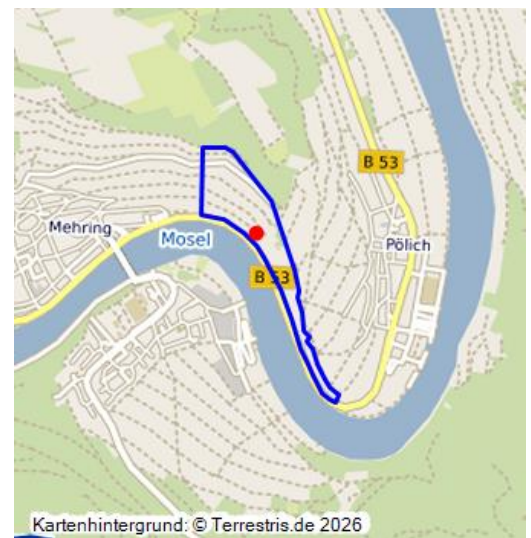 B 53
Mehring
Mosel
Pölich
B 53
Kartenhintergrund: © Terrestris.de 2026